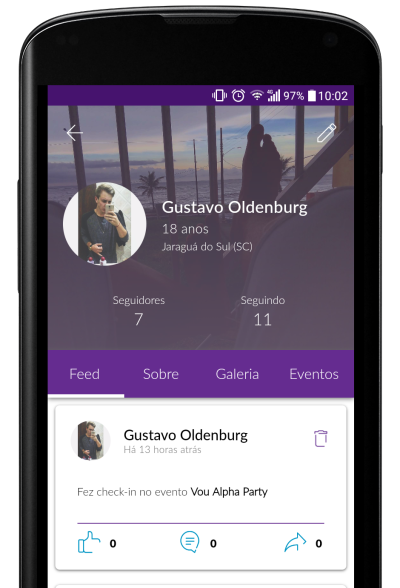 97% 10:02
Gustavo Oldenburg
18 anos
Jaraguá do Sul (SC)
Seguidores Seguindo
7 11
Feed Sobre Galeria Eventos
Gustavo Oldenburg
Há 13 horas atrás
Fez check-in no evento Vou Alpha Party
0 0 0